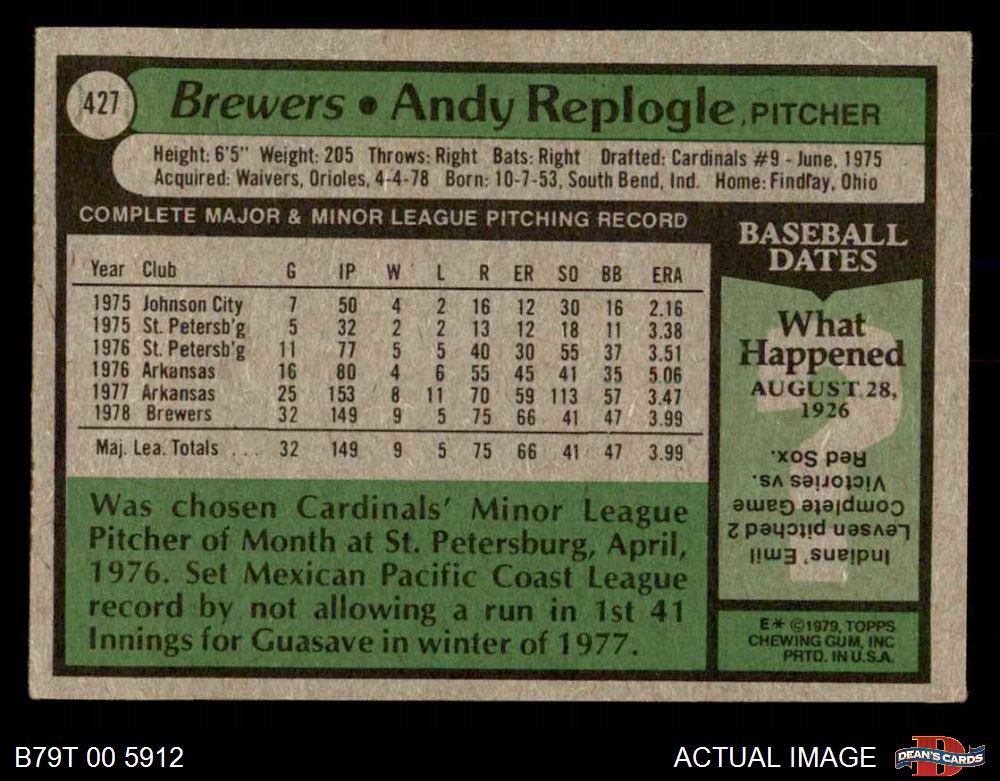 427
Brewers • Andy Replogle, PITCHER
Height: 6'5" Weight: 205 Throws: Right Bats: Right Drafted: Cardinals #9 - June, 1975
Acquired: Waivers, Orioles, 4-4-78 Born: 10-7-53, South Bend, Ind. Home: Findlay, Ohio
COMPLETE MAJOR & MINOR LEAGUE PITCHING RECORD
Year Club G IP W L R ER SO BB ERA
1975 Johnson City 7 50 4 2 16 12 30 16 2.16
1975 St. Petersb'g 5 32 2 2 13 12 18 11 3.38
1976 St. Petersb'g 11 77 5 5 40 30 55 37 3.51
1976 Arkansas 16 80 4 6 55 45 41 35 5.06
1977 Arkansas 25 153 8 11 70 59 113 57 3.47
1978 Brewers 32 149 9 5 75 66 41 47 3.99
Maj. Lea. Totals ... 32 149 9 5 75 66 41 47 3.99
Was chosen Cardinals' Minor League
Pitcher of Month at St. Petersburg, April,
1976. Set Mexican Pacific Coast League
record by not allowing a run in 1st 41
Innings for Guasave in winter of 1977.
BASEBALL
DATES
What
Happened
AUGUST 28,
1926
Indians' Emil
Levsen pitched 2
Complete Game
Victories vs.
Red Sox.
E* ©1979, TOPPS
CHEWING GUM, INC
PRTD. IN U.S.A.
B79T 00 5912
ACTUAL IMAGE
D
DEAN'S CARDS